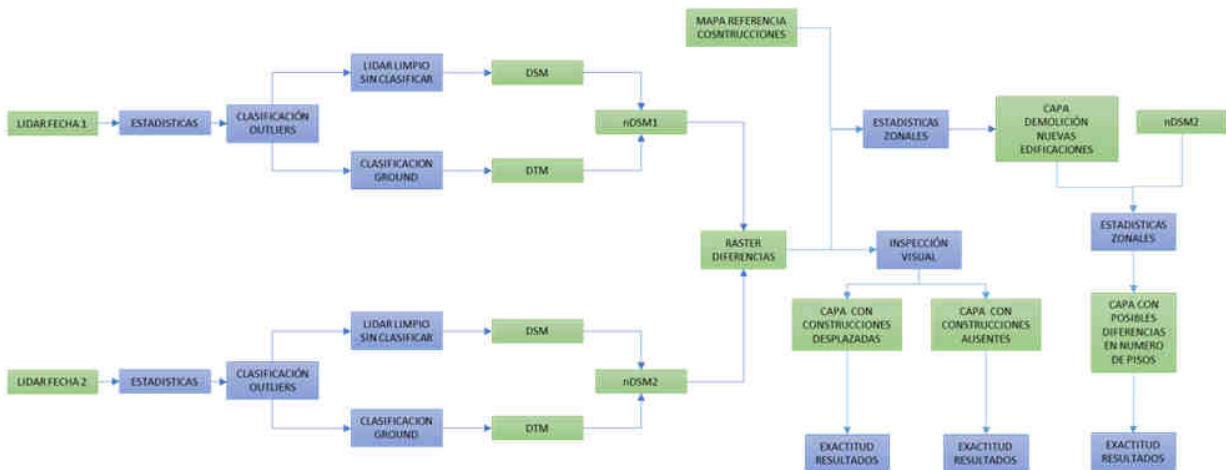 MAPA REFERENCIA
COSNTRUCCIONES
LIDAR LIMPIO
SIN CLASIFICAR
DSM
LIDAR FECHA 1
ESTADISTICAS
CLASIFICACIÓN
OUTLIERS
nDSM1
ESTADISTICAS
ZONALES
CAPA
DEMOLICIÓN
NUEVAS
EDIFICACIONES
nDSM2
CLASIFICACION
GROUND
DTM
ESTADISTICAS
ZONALES
RASTER
DIFERENCIAS
INSPECCIÓN
VISUAL
LIDAR LIMPIO
SIN CLASIFICAR
DSM
CAPA CON
CONSTRUCCIONES
DESPLAZADAS
CAPA CON
CONSTRUCCIONES
AUSENTES
CAPA CON
POSIBLES
DIFERENCIAS
EN NUMERO
DE PISOS
LIDAR FECHA 2
ESTADISTICAS
CLASIFICACIÓN
OUTLIERS
nDSM2
CLASIFICACION
GROUND
DTM
EXACTITUD
RESULTADOS
EXACTITUD
RESULTADOS
EXACTITUD
RESULTADOS